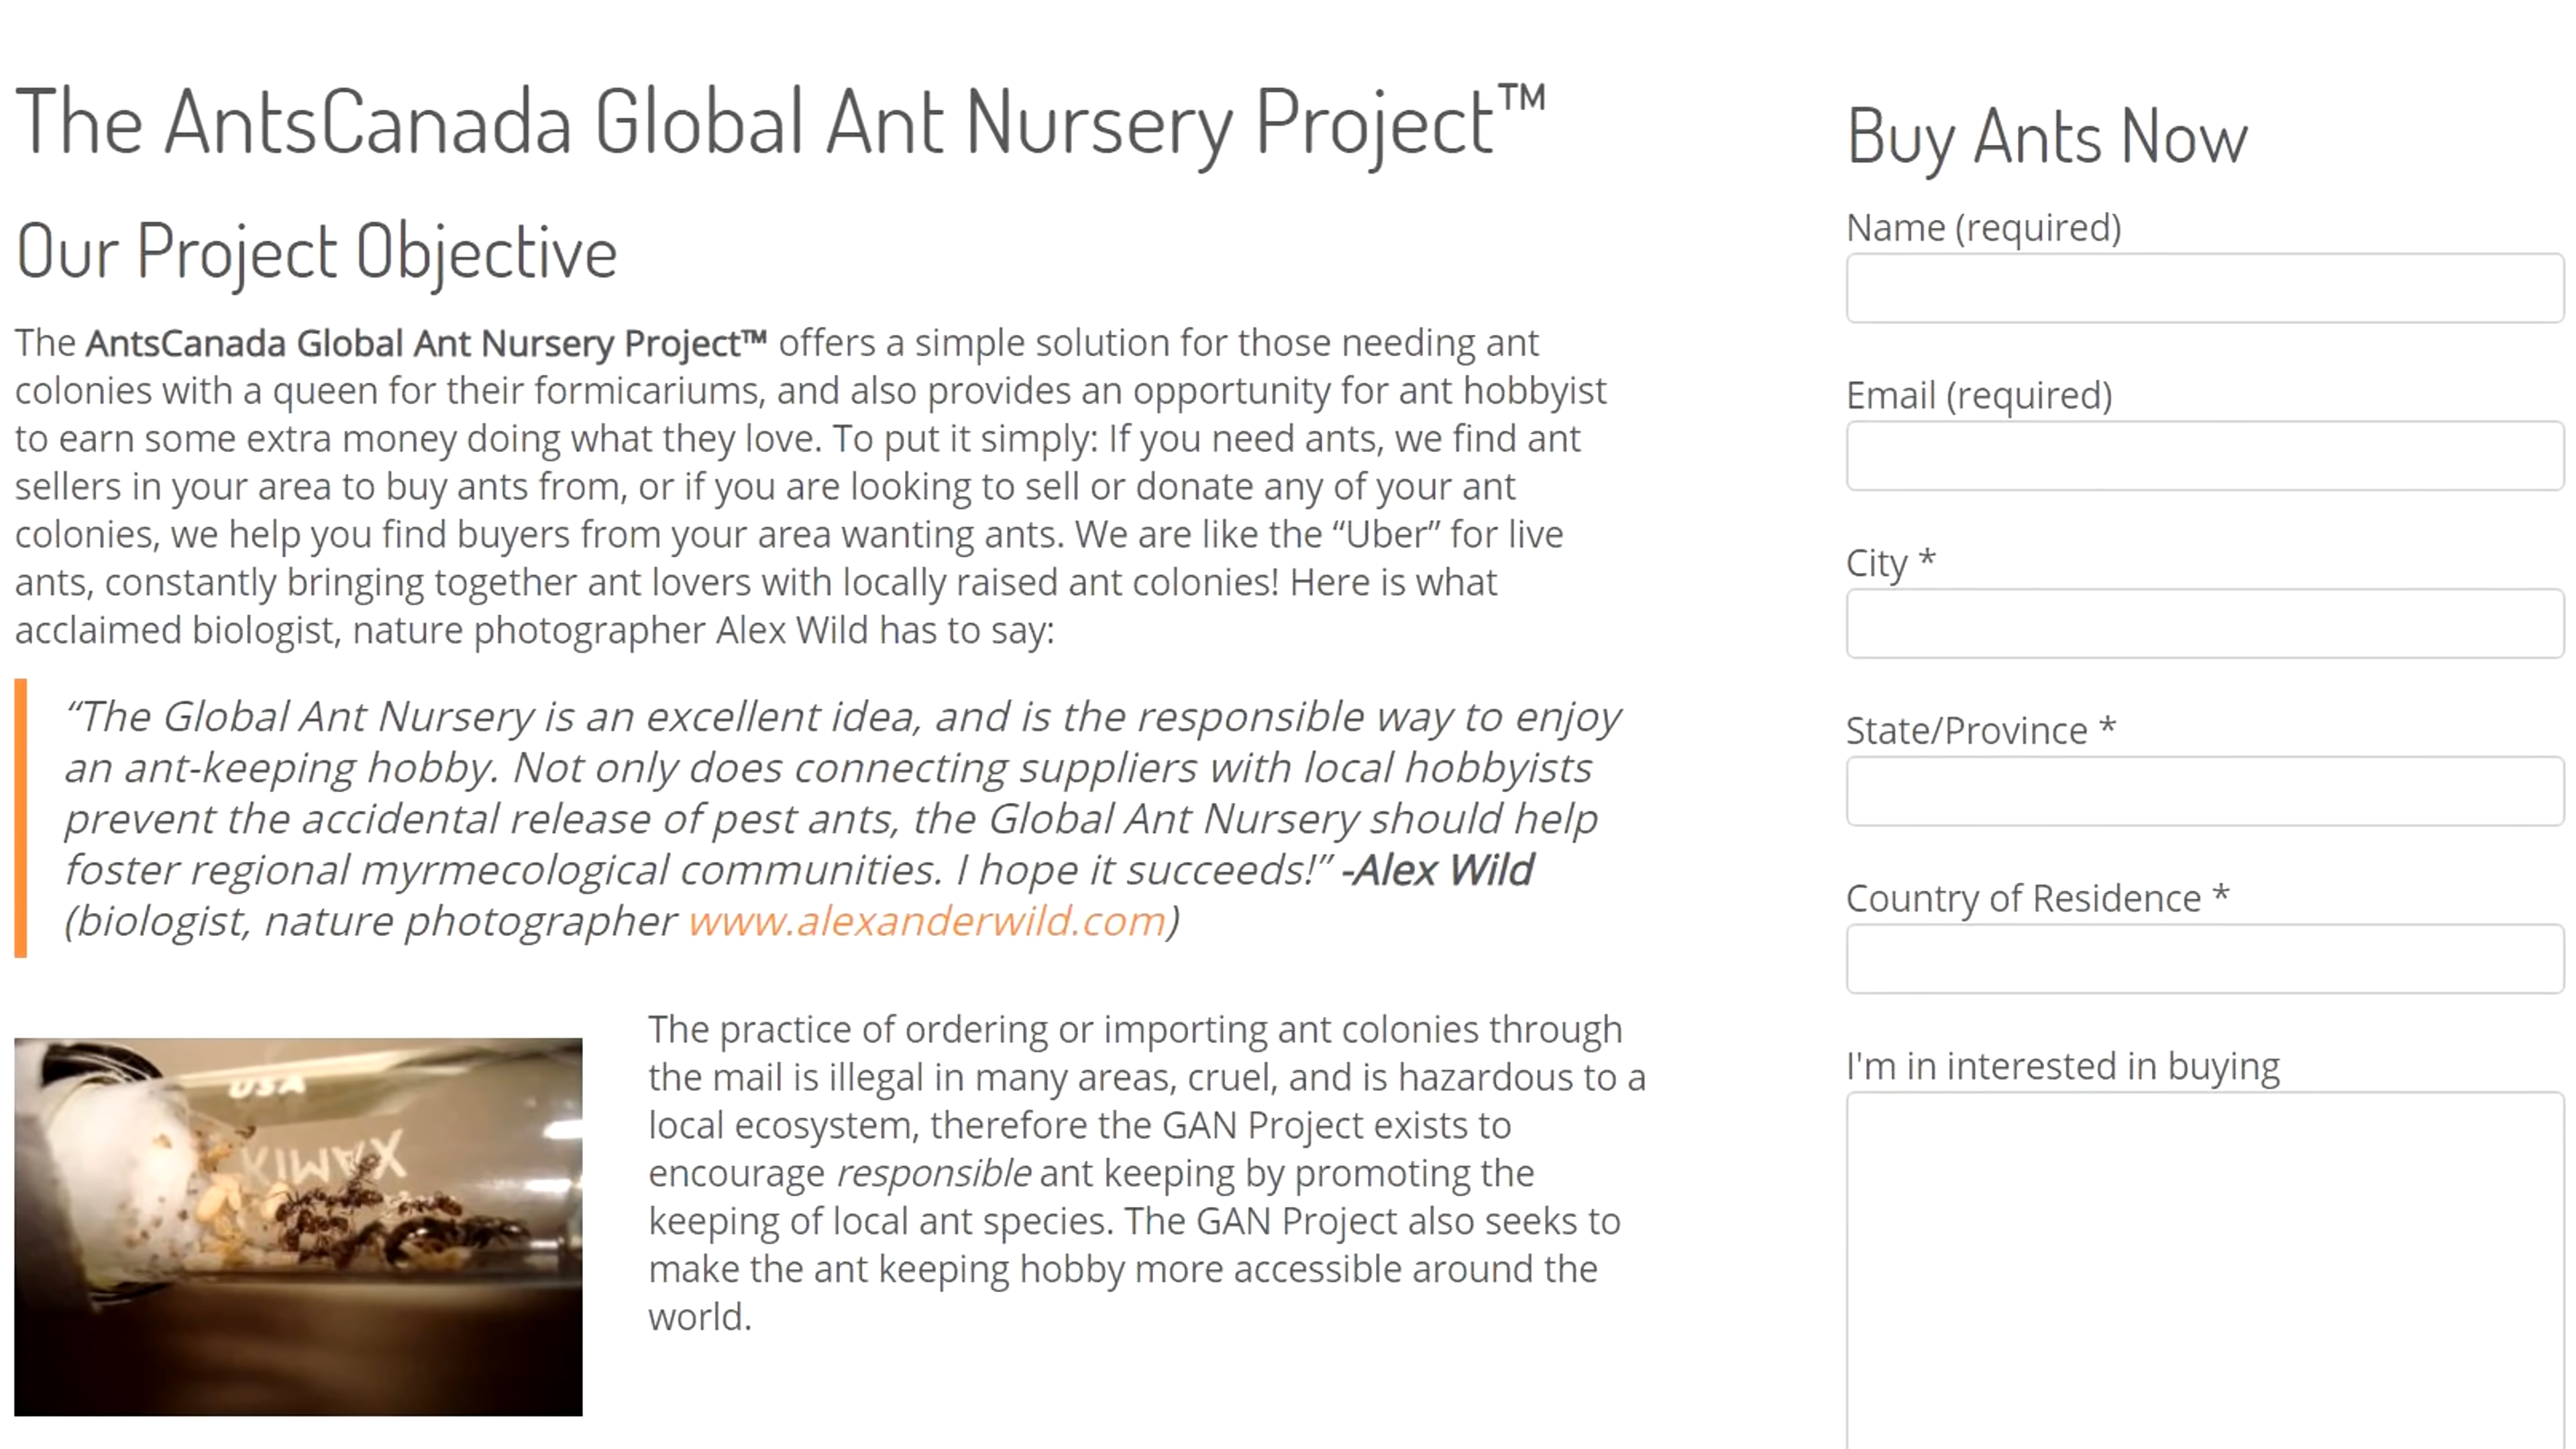 The AntsCanada Global Ant Nursery Project™
Our Project Objective
The AntsCanada Global Ant Nursery Project™ offers a simple solution for those needing ant
colonies with a queen for their formicariums, and also provides an opportunity for ant hobbyist
to earn some extra money doing what they love. To put it simply: If you need ants, we find ant
sellers in your area to buy ants from, or if you are looking to sell or donate any of your ant
colonies, we help you find buyers from your area wanting ants. We are like the “Uber” for live
ants, constantly bringing together ant lovers with locally raised ant colonies! Here is what
acclaimed biologist, nature photographer Alex Wild has to say:
“The Global Ant Nursery is an excellent idea, and is the responsible way to enjoy
an ant-keeping hobby. Not only does connecting suppliers with local hobbyists
prevent the accidental release of pest ants, the Global Ant Nursery should help
foster regional myrmecological communities. I hope it succeeds!” -Alex Wild
(biologist, nature photographer www.alexanderwild.com)
USA
KIMAX
The practice of ordering or importing ant colonies through
the mail is illegal in many areas, cruel, and is hazardous to a
local ecosystem, therefore the GAN Project exists to
encourage responsible ant keeping by promoting the
keeping of local ant species. The GAN Project also seeks to
make the ant keeping hobby more accessible around the
world.
Buy Ants Now
Name (required)
Email (required)
City *
State/Province *
Country of Residence *
I'm in interested in buying